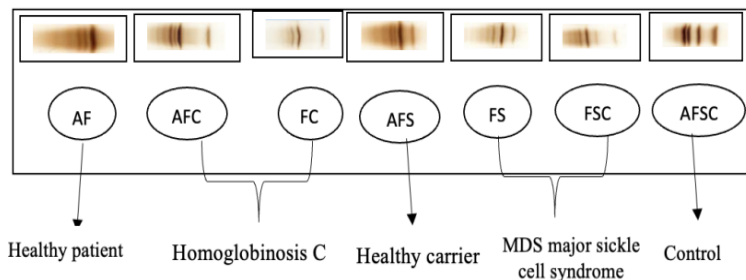 AF AFC FC AFS FS FSC AFSC
Healthy patient Homoglobinosis C Healthy carrier MDS major sickle cell syndrome Control